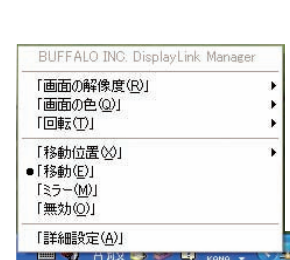 BUFFALO INC. DisplayLink Manager
「画面の解像度(R)」
「画面の色(Q)」
「回転(T)」
「移動位置(X)」
「移動(E)」
「ミラー(M)」
「無効(O)」
「詳細設定(A)」
KANA